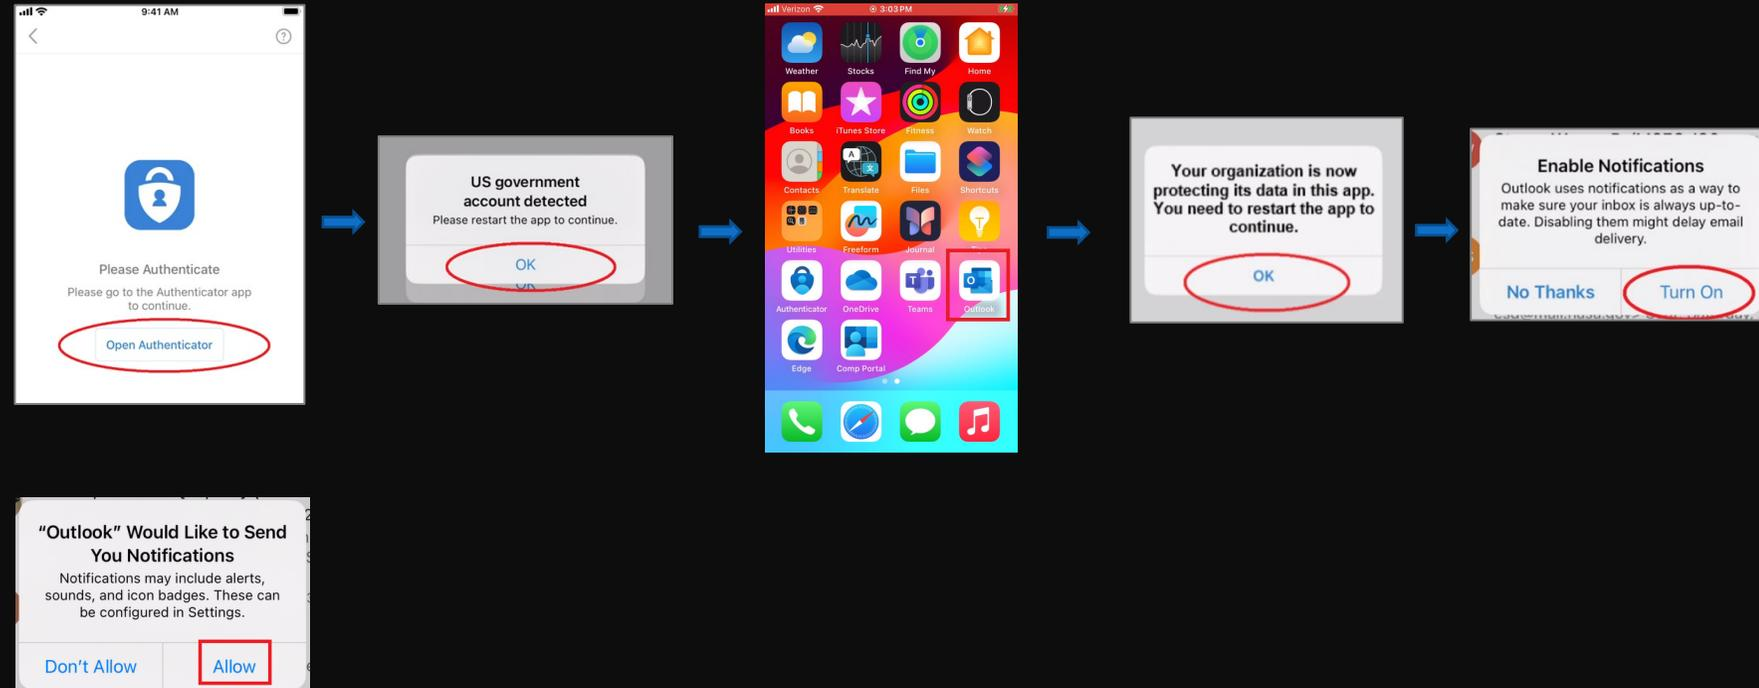 9:41 AM
Please Authenticate
Please go to the Authenticator app
to continue.
Open Authenticator
US government
account detected
Please restart the app to continue.
OK
OK
Verizon
3:03 PM
Weather Stocks Find My Home
Books iTunes Store Fitness Watch
Contacts Translate Files Shortcuts
Utilities Freeform Journal
Authenticator OneDrive Teams Outlook
Edge Comp Portal
Your organization is now
protecting its data in this app.
You need to restart the app to
continue.
OK
Enable Notifications
Outlook uses notifications as a way to
make sure your inbox is always up-to-
date. Disabling them might delay email
delivery.
No Thanks Turn On
“Outlook” Would Like to Send
You Notifications
Notifications may include alerts,
sounds, and icon badges. These can
be configured in Settings.
Don't Allow Allow